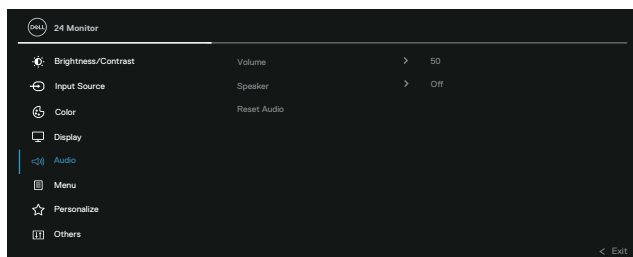 DELL 24 Monitor
Brightness/Contrast
Volume > 50
Input Source
Speaker > Off
Color
Reset Audio
Display
Audio
Menu
Personalize
Others
< Exit